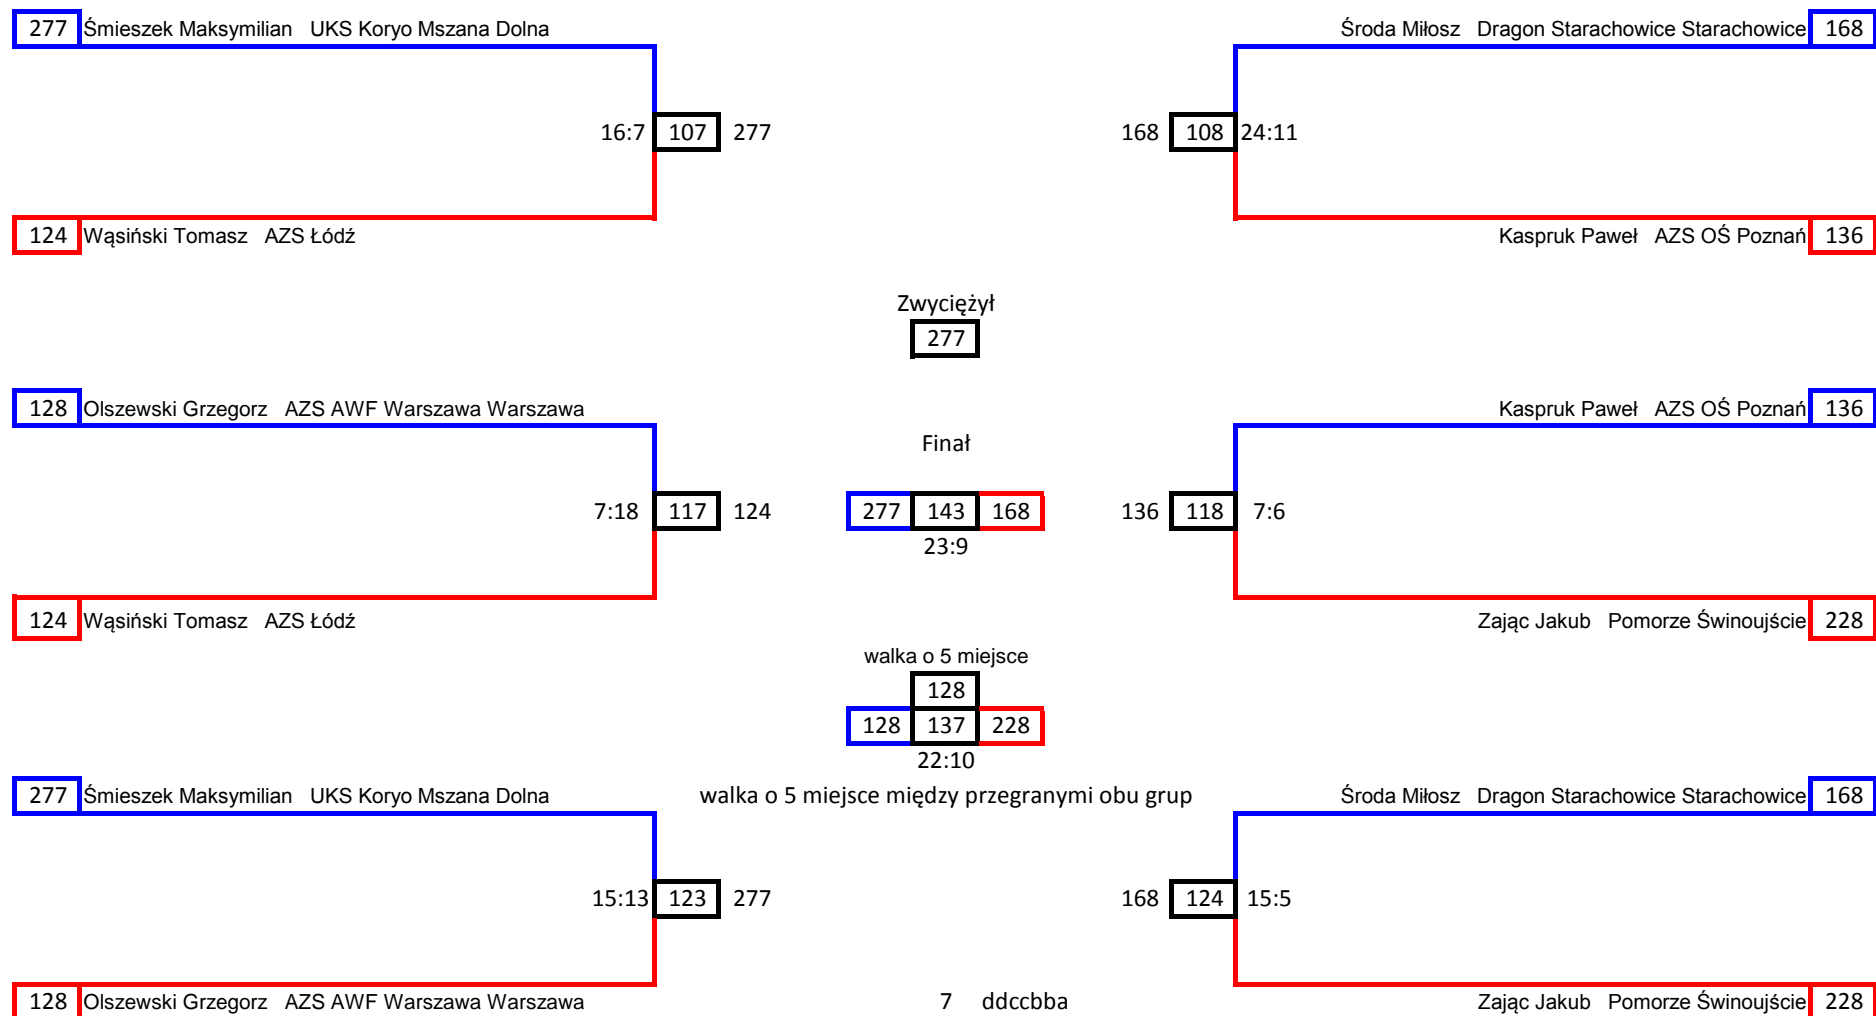 277 Śmieszek Maksymilian UKS Koryo Mszana Dolna Środa Miłosz Dragon Starachowice Starachowice 168
16:7 107 277 168 108 24:11
124 Wąsiński Tomasz AZS Łódź Kaspruk Paweł AZS OŚ Poznań 136
Zwyciężył
277
128 Olszewski Grzegorz AZS AWF Warszawa Warszawa Kaspruk Paweł AZS OŚ Poznań 136
Finał
7:18 117 124 277 143 168 136 118 7:6
23:9
124 Wąsiński Tomasz AZS Łódź Zając Jakub Pomorze Świnoujście 228
walka o 5 miejsce
128
128 137 228
22:10
277 Śmieszek Maksymilian UKS Koryo Mszana Dolna walka o 5 miejsce między przegranymi obu grup Środa Miłosz Dragon Starachowice Starachowice 168
15:13 123 277 168 124 15:5
128 Olszewski Grzegorz AZS AWF Warszawa Warszawa 7 ddccbba Zając Jakub Pomorze Świnoujście 228